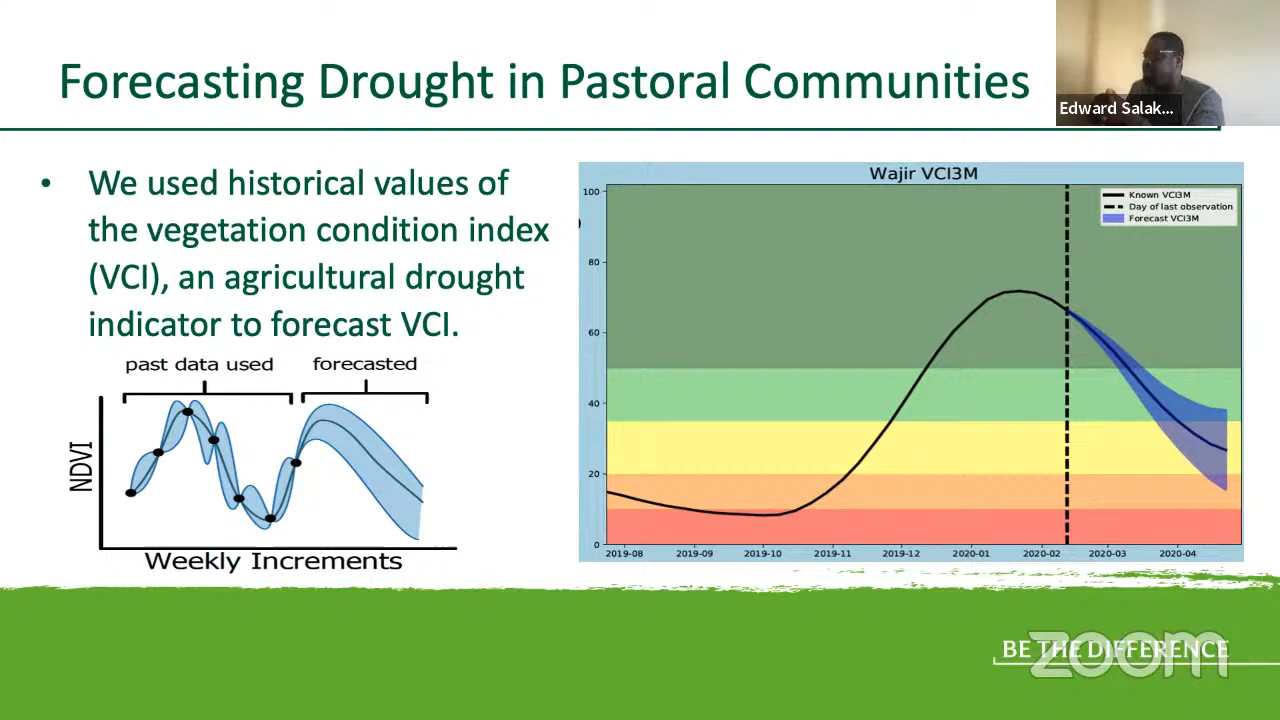 Forecasting Drought in Pastoral Communities
Edward Salak...
• We used historical values of
the vegetation condition index
(VCI), an agricultural drought
indicator to forecast VCI.
past data used
forecasted
NDVI
Weekly Increments
Wajir VCI3M
Known VCI3M
Day of last observation
Forecast VCI3M
100
80
60
40
20
0
2019-08 2019-09 2019-10 2019-11 2019-12 2020-01 2020-02 2020-03 2020-04
BE THE DIFFERENCE
zoom